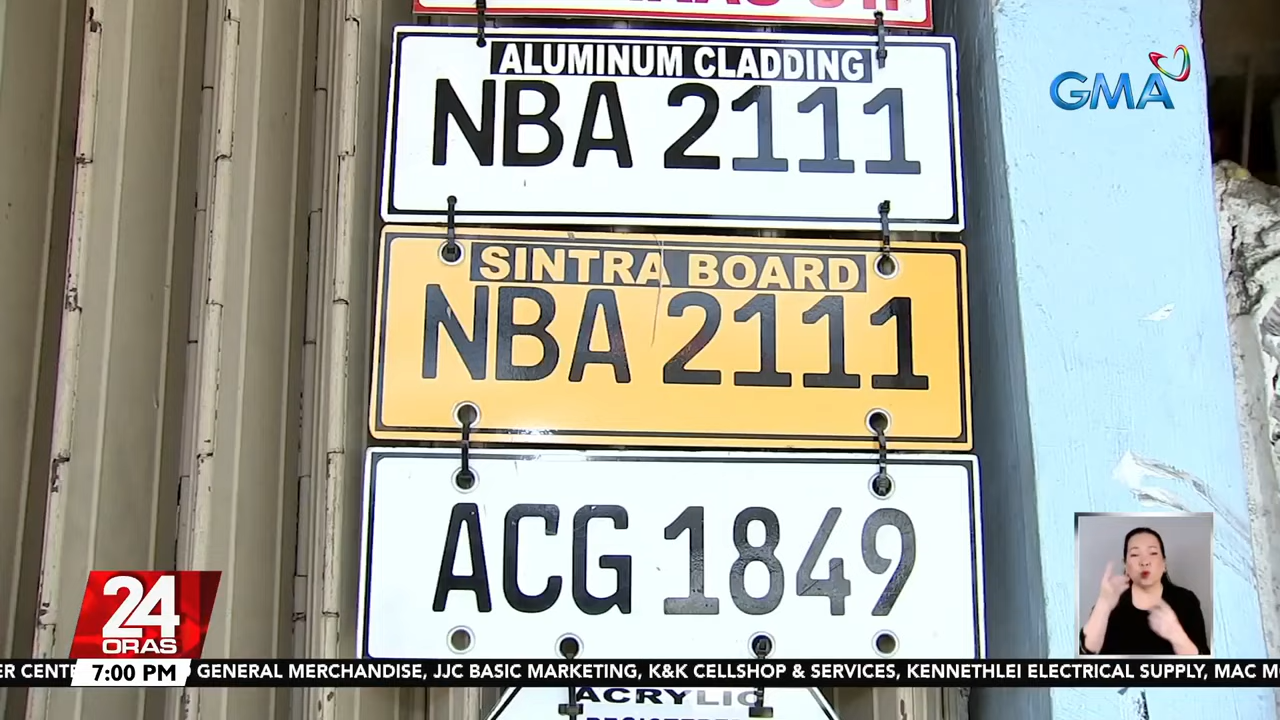 ALUMINUM CLADDING
NBA 2111
GMA
SINTRA BOARD
NBA 2111
ACG 1849
24
ORAS
7:00 PM
GENERAL MERCHANDISE, JJC BASIC MARKETING, K&K CELLSHOP & SERVICES, KENNETHLEI ELECTRICAL SUPPLY, MAC
ACRYLIC